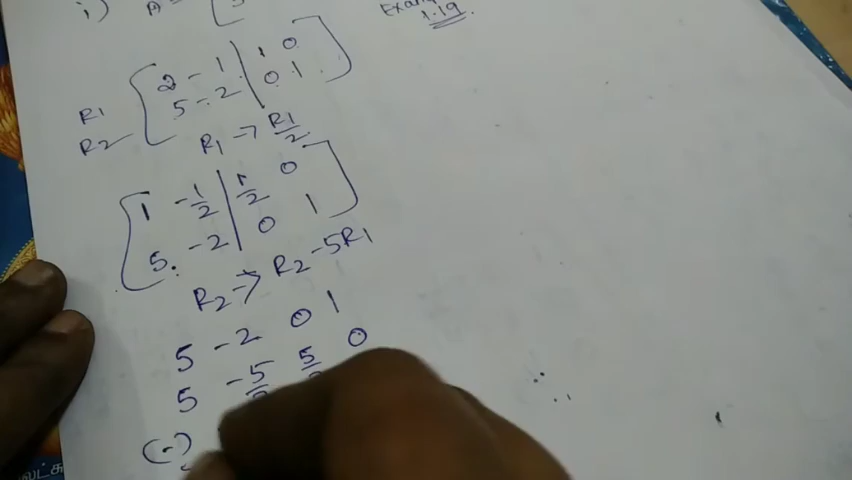 i) A = [5
Example 1.19
[2 -1 | 1 0
R1
5 -2 | 0 1]
R2
R1 → R1/2
[1 -1/2 | 1/2 0
5 -2 | 0 1]
R2 → R2 - 5R1
5 -2 0 1
5 -5/2 5/2 0
(-)